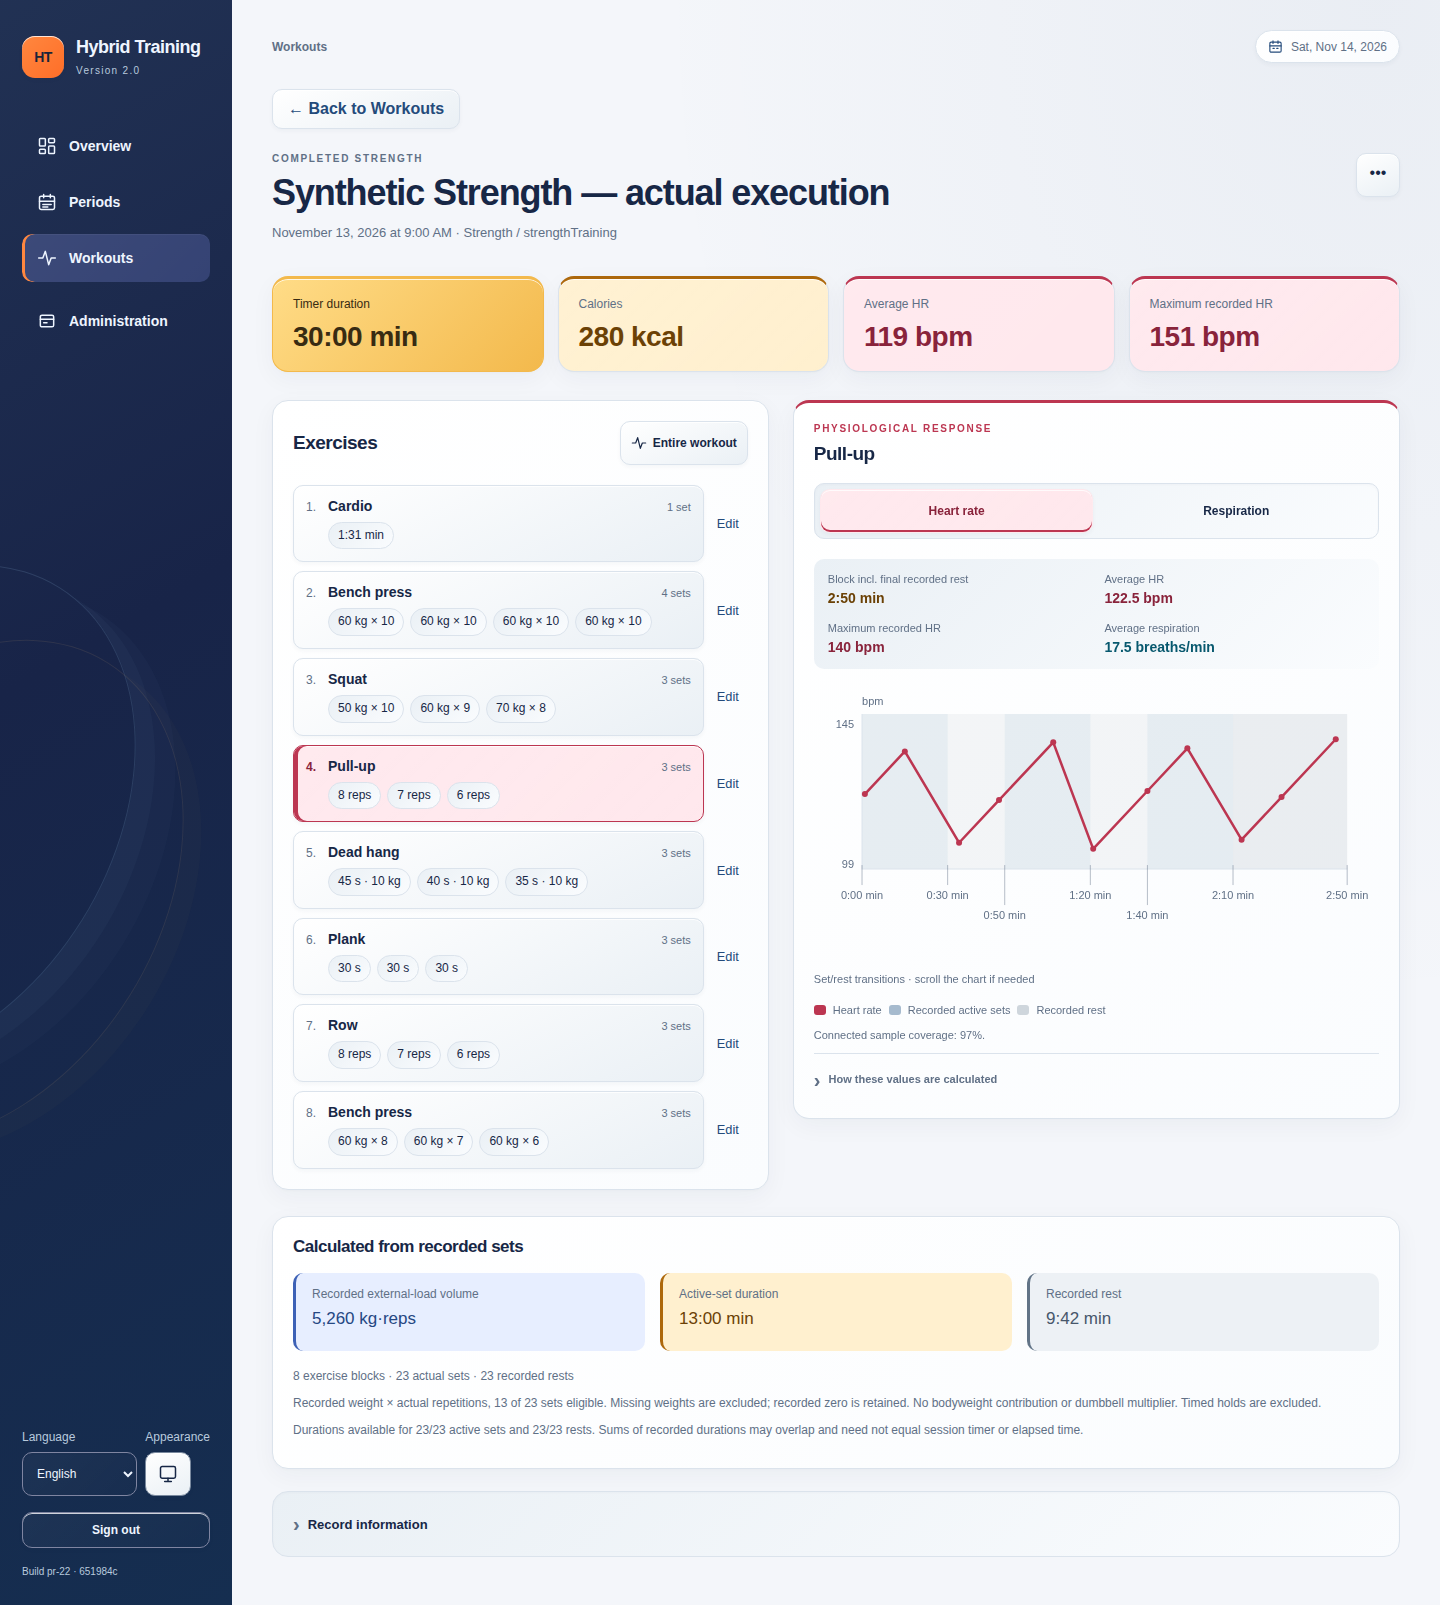 HT
Hybrid Training
Version 2.0
Overview
Periods
Workouts
Administration
Language
Appearance
English
Sign out
Build pr-22 · 651984c
Workouts
Sat, Nov 14, 2026
← Back to Workouts
COMPLETED STRENGTH
Synthetic Strength — actual execution
•••
November 13, 2026 at 9:00 AM · Strength / strengthTraining
Timer duration
30:00 min
Calories
280 kcal
Average HR
119 bpm
Maximum recorded HR
151 bpm
Exercises
Entire workout
1. Cardio 1 set
1:31 min
Edit
2. Bench press 4 sets
60 kg × 10 60 kg × 10 60 kg × 10 60 kg × 10
Edit
3. Squat 3 sets
50 kg × 10 60 kg × 9 70 kg × 8
Edit
4. Pull-up 3 sets
8 reps 7 reps 6 reps
Edit
5. Dead hang 3 sets
45 s · 10 kg 40 s · 10 kg 35 s · 10 kg
Edit
6. Plank 3 sets
30 s 30 s 30 s
Edit
7. Row 3 sets
8 reps 7 reps 6 reps
Edit
8. Bench press 3 sets
60 kg × 8 60 kg × 7 60 kg × 6
Edit
PHYSIOLOGICAL RESPONSE
Pull-up
Heart rate Respiration
Block incl. final recorded rest
2:50 min
Average HR
122.5 bpm
Maximum recorded HR
140 bpm
Average respiration
17.5 breaths/min
bpm
145
99
0:00 min 0:30 min 1:20 min 2:10 min 2:50 min
0:50 min 1:40 min
Set/rest transitions · scroll the chart if needed
Heart rate Recorded active sets Recorded rest
Connected sample coverage: 97%.
› How these values are calculated
Calculated from recorded sets
Recorded external-load volume
5,260 kg·reps
Active-set duration
13:00 min
Recorded rest
9:42 min
8 exercise blocks · 23 actual sets · 23 recorded rests
Recorded weight × actual repetitions, 13 of 23 sets eligible. Missing weights are excluded; recorded zero is retained. No bodyweight contribution or dumbbell multiplier. Timed holds are excluded.
Durations available for 23/23 active sets and 23/23 rests. Sums of recorded durations may overlap and need not equal session timer or elapsed time.
› Record information